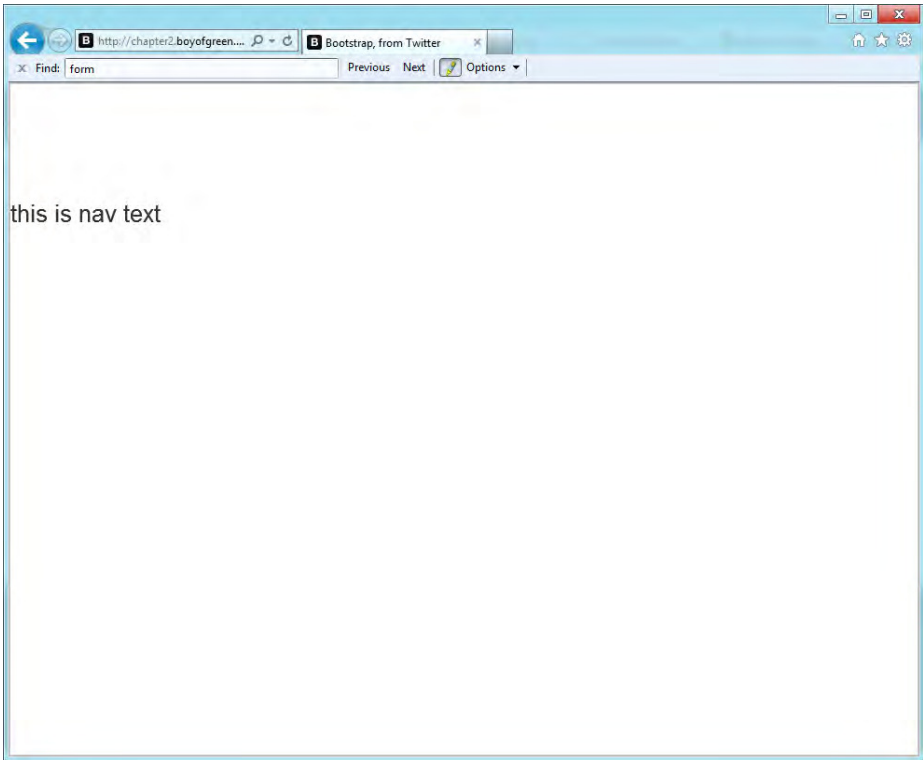 B http://chapter2.boyofgreen.... B Bootstrap, from Twitter
x Find: form Previous Next Options
this is nav text